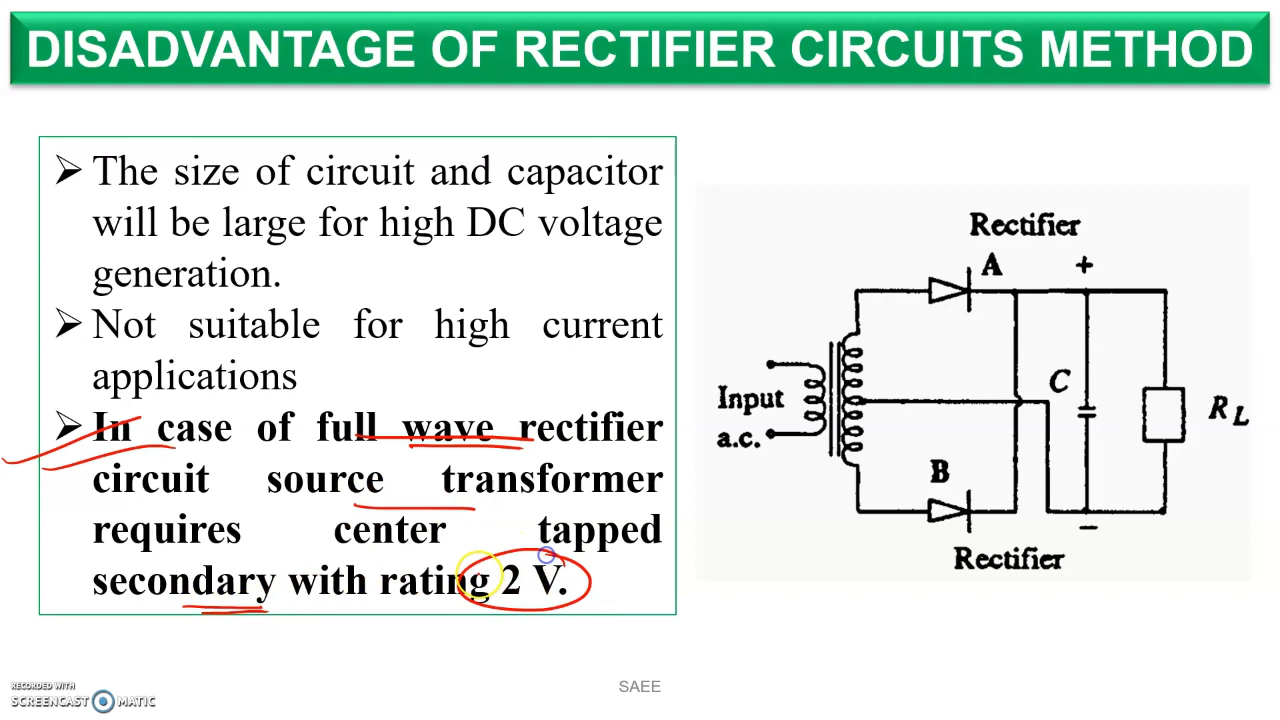 DISADVANTAGE OF RECTIFIER CIRCUITS METHOD
➢ The size of circuit and capacitor
will be large for high DC voltage
generation.
➢ Not suitable for high current
applications
➢ In case of full wave rectifier
circuit source transformer
requires center tapped
secondary with rating 2 V.
Rectifier
A +
C
Input
a.c.
R L
B
−
Rectifier
SAEE
RECORDED WITH
SCREENCAST MATIC